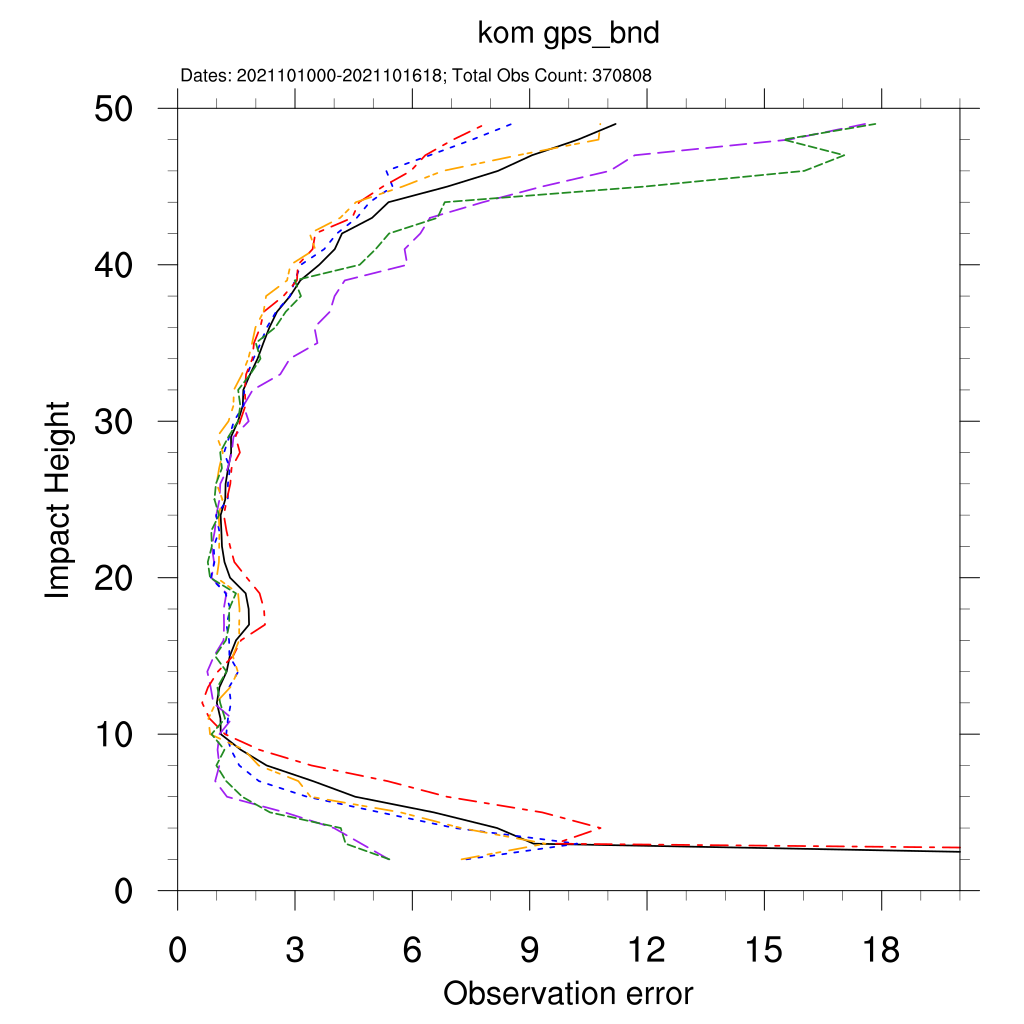 kom gps_bnd
Dates: 2021101000-2021101618; Total Obs Count: 370808
50
40
30
20
10
0
Impact Height
0 3 6 9 12 15 18
Observation error